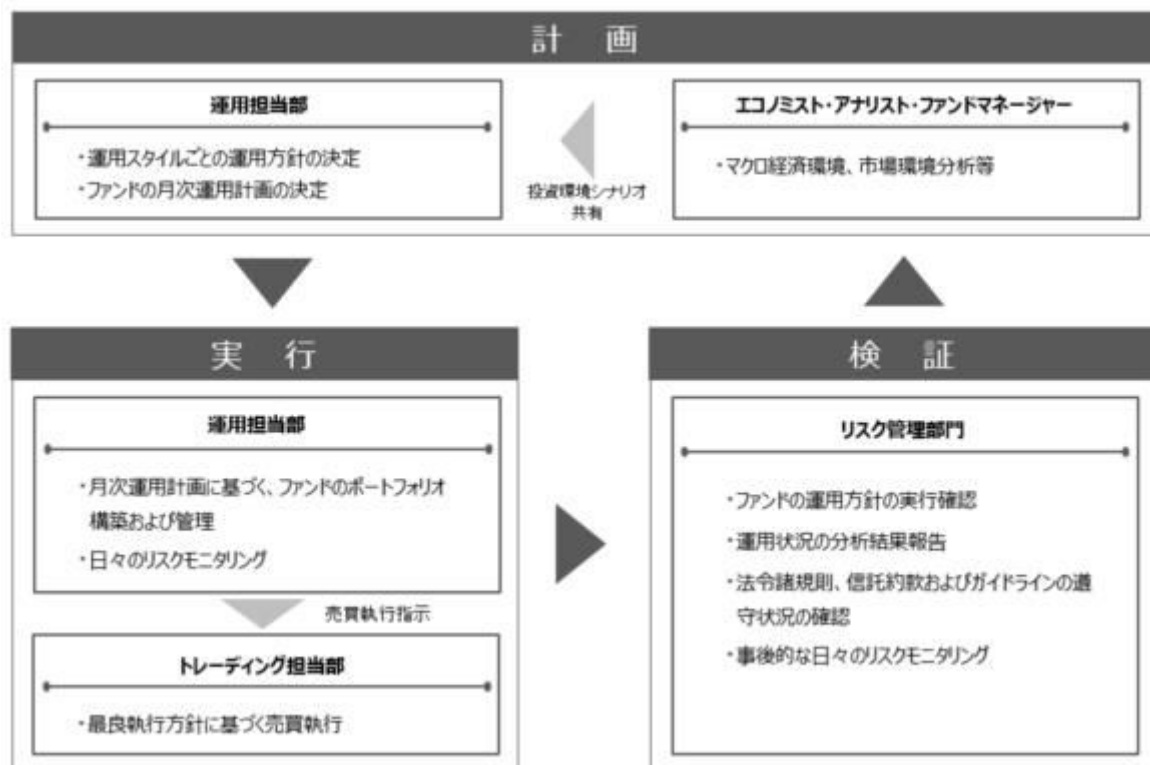 計 画
運用担当部
・運用スタイルごとの運用方針の決定
・ファンドの月次運用計画の決定
投資環境シナリオ
共有
エコノミスト・アナリスト・ファンドマネージャー
・マクロ経済環境、市場環境分析等
実 行
運用担当部
・月次運用計画に基づく、ファンドのポートフォリオ
構築および管理
・日々のリスクモニタリング
売買執行指示
トレーディング担当部
・最良執行方針に基づく売買執行
検 証
リスク管理部門
・ファンドの運用方針の実行確認
・運用状況の分析結果報告
・法令諸規則、信託約款およびガイドラインの遵
守状況の確認
・事後的な日々のリスクモニタリング